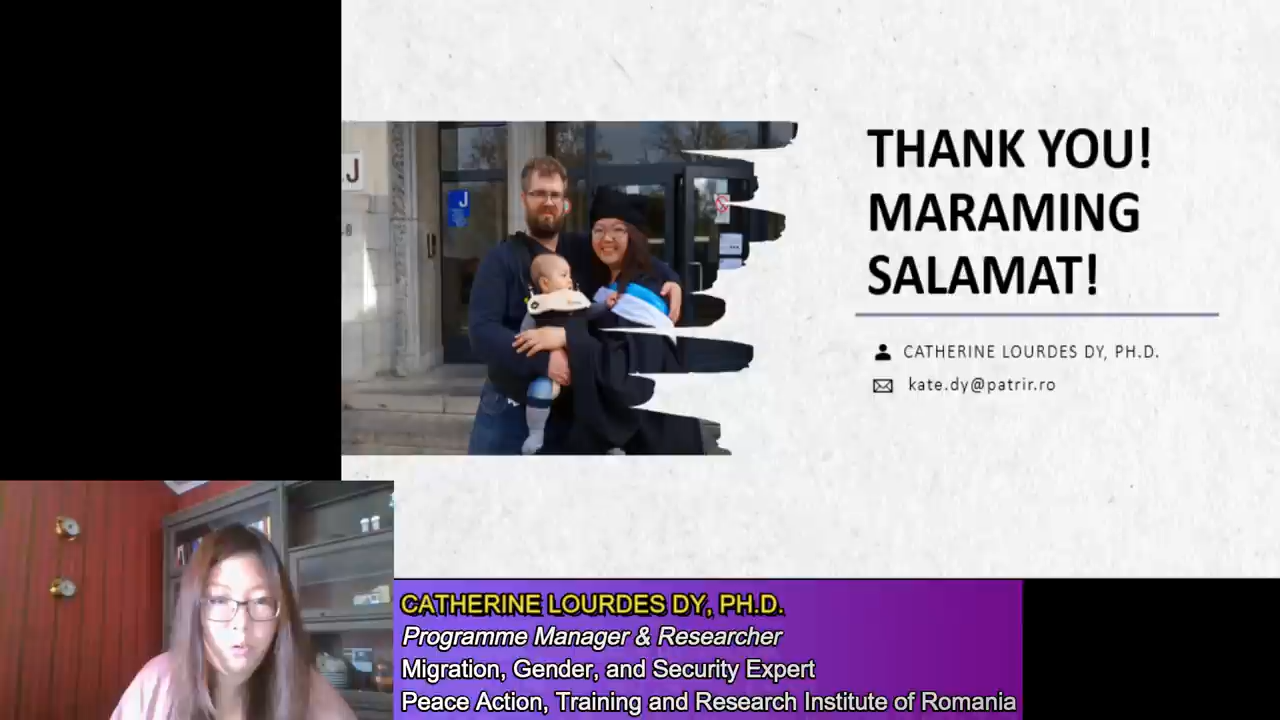 THANK YOU!
MARAMING
SALAMAT!
CATHERINE LOURDES DY, PH.D.
kate.dy@patrir.ro
J
J
8
CATHERINE LOURDES DY, PH.D.
Programme Manager & Researcher
Migration, Gender, and Security Expert
Peace Action, Training and Research Institute of Romania